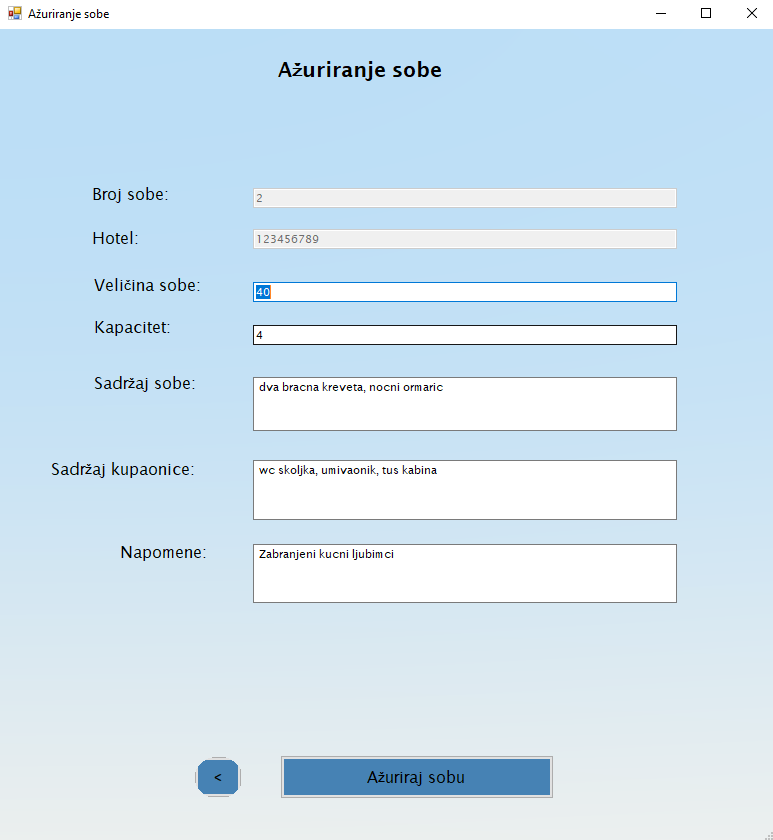 Ažuriranje sobe
Ažuriranje sobe
Broj sobe:
2
Hotel:
123456789
Veličina sobe:
40
Kapacitet:
4
Sadržaj sobe:
dva bracna kreveta, nocni ormaric
Sadržaj kupaonice:
wc skoljka, umivaonik, tus kabina
Napomene:
Zabranjeni kucni ljubimci
<
Ažuriraj sobu